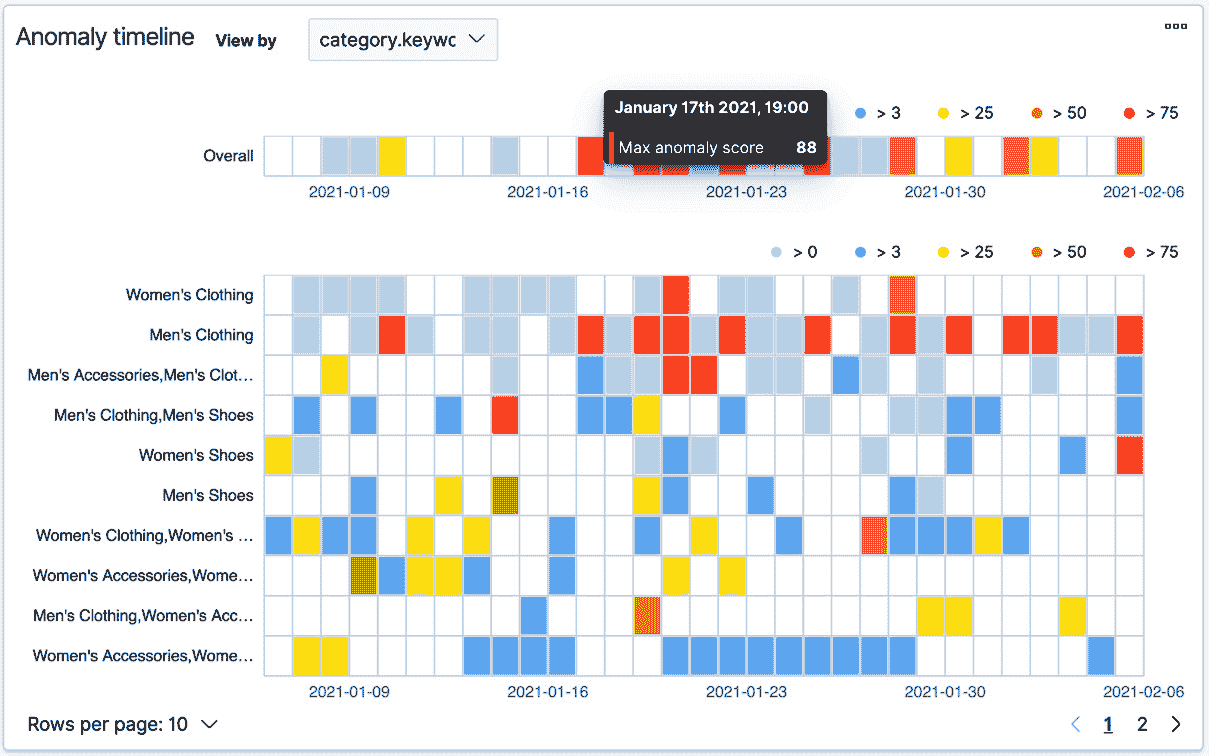 Anomaly timeline View by category.keywc
January 17th 2021, 19:00
Max anomaly score 88
> 3 > 25 > 50 > 75
Overall
2021-01-09 2021-01-16 2021-01-23 2021-01-30 2021-02-06
> 0 > 3 > 25 > 50 > 75
Women's Clothing
Men's Clothing
Men's Accessories,Men's Clot...
Men's Clothing,Men's Shoes
Women's Shoes
Men's Shoes
Women's Clothing,Women's ...
Women's Accessories,Wome...
Men's Clothing,Women's Acc...
Women's Accessories,Wome...
2021-01-09 2021-01-16 2021-01-23 2021-01-30 2021-02-06
Rows per page: 10 1 2